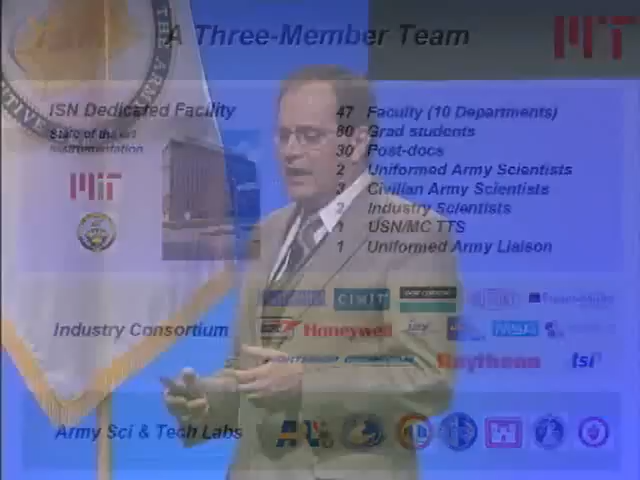 A Three-Member Team
MIT
THE ARM
ISN Dedicated Facility
State of the art
instrumentation
MIT
47 Faculty (10 Departments)
80 Grad students
30 Post-docs
2 Uniformed Army Scientists
3 Civilian Army Scientists
2 Industry Scientists
1 USN/MC TTS
1 Uniformed Army Liaison
Industry Consortium
CIMIT
Honeywell
Raytheon
tsi
Army Sci & Tech Labs